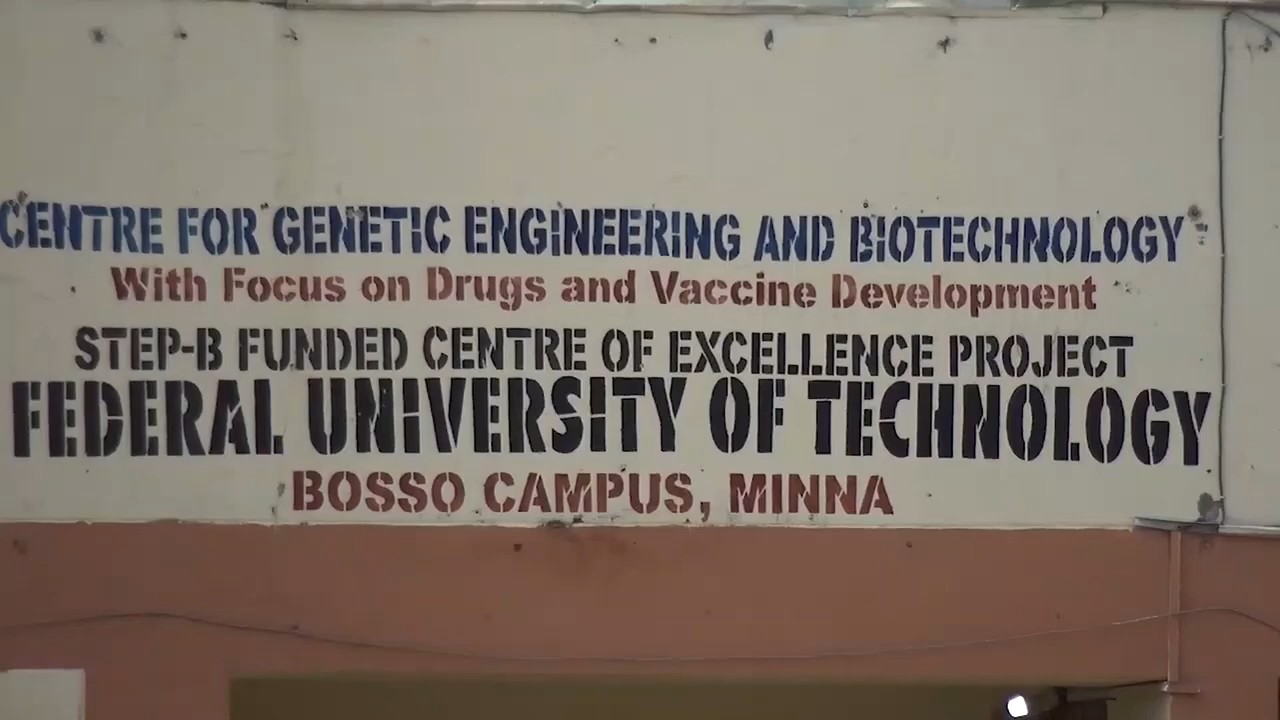 CENTRE FOR GENETIC ENGINEERING AND BIOTECHNOLOGY
With Focus on Drugs and Vaccine Development
STEP-B FUNDED CENTRE OF EXCELLENCE PROJECT
FEDERAL UNIVERSITY OF TECHNOLOGY
BOSSO CAMPUS, MINNA